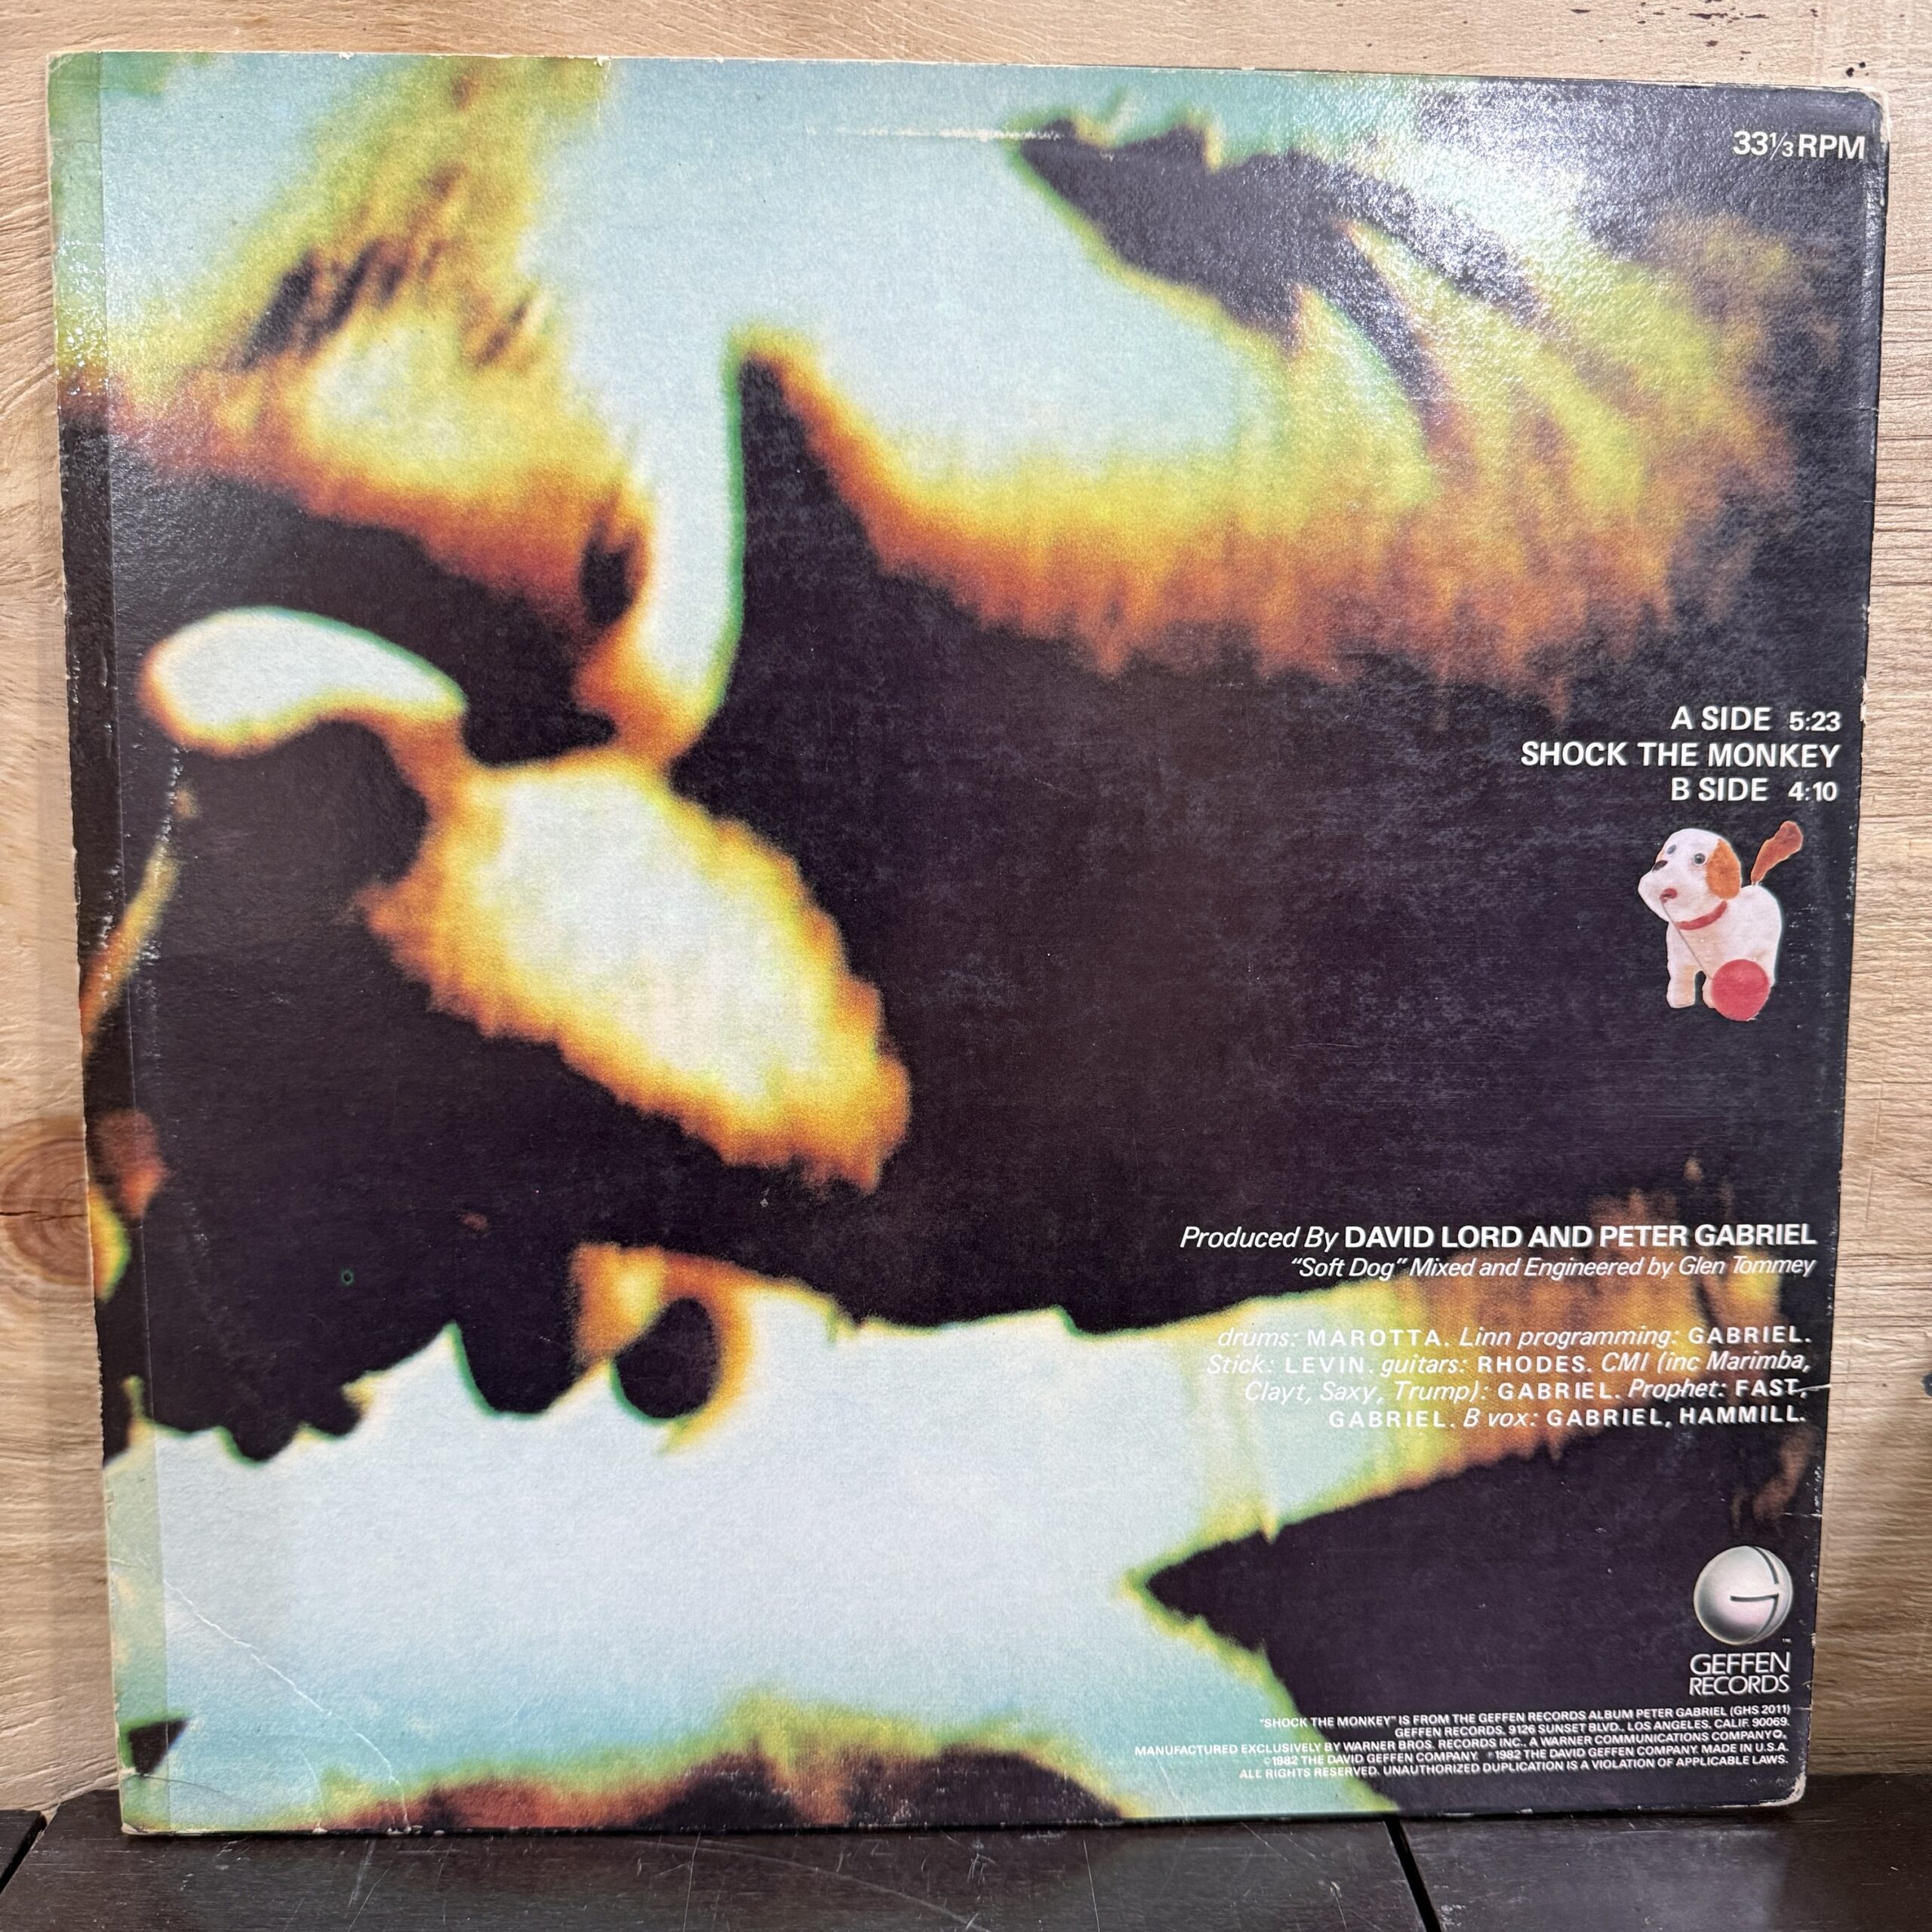 33⅓ RPM
A SIDE 5:23
SHOCK THE MONKEY
B SIDE 4:10
Produced By DAVID LORD AND PETER GABRIEL
"Soft Dog" Mixed and Engineered by Glen Tommey
drums: MAROTTA. Linn programming: GABRIEL.
Stick: LEVIN. guitars: RHODES. CMI (inc Marimba,
Clayt, Saxy, Trump): GABRIEL. Prophet: FAST,
GABRIEL. B vox: GABRIEL, HAMMILL.
GEFFEN
RECORDS
"SHOCK THE MONKEY" IS FROM THE GEFFEN RECORDS ALBUM PETER GABRIEL (GHS 2011)
GEFFEN RECORDS, 9126 SUNSET BLVD., LOS ANGELES, CALIF. 90069.
MANUFACTURED EXCLUSIVELY BY WARNER BROS. RECORDS INC., A WARNER COMMUNICATIONS COMPANY.
©1982 THE DAVID GEFFEN COMPANY ℗1982 THE DAVID GEFFEN COMPANY. MADE IN U.S.A.
ALL RIGHTS RESERVED. UNAUTHORIZED DUPLICATION IS A VIOLATION OF APPLICABLE LAWS.